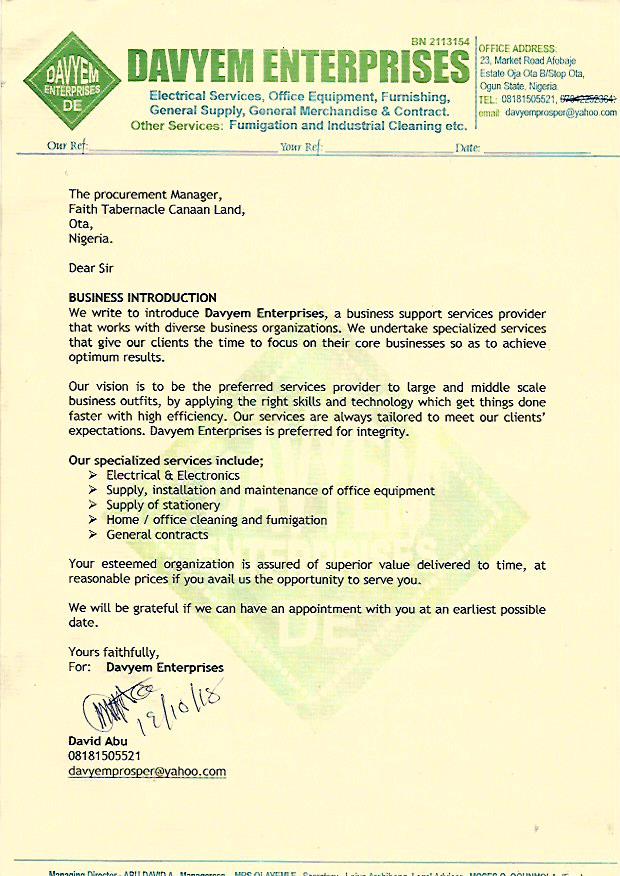 BN 2113154
DAVYEM
ENTERPRISES
DE
DAVYEM ENTERPRISES
Electrical Services, Office Equipment, Furnishing,
General Supply, General Merchandise & Contract.
Other Services: Fumigation and Industrial Cleaning etc.
OFFICE ADDRESS:
23, Market Road Afobaje
Estate Oja Ota B/Stop Ota,
Ogun State, Nigeria
TEL: 08181505521,
email: davyemprosper@yahoo.com
Our Ref: Your Ref: Date:
The procurement Manager,
Faith Tabernacle Canaan Land,
Ota,
Nigeria.
Dear Sir
BUSINESS INTRODUCTION
We write to introduce Davyem Enterprises, a business support services provider
that works with diverse business organizations. We undertake specialized services
that give our clients the time to focus on their core businesses so as to achieve
optimum results.
Our vision is to be the preferred services provider to large and middle scale
business outfits, by applying the right skills and technology which get things done
faster with high efficiency. Our services are always tailored to meet our clients’
expectations. Davyem Enterprises is preferred for integrity.
Our specialized services include;
➢ Electrical & Electronics
➢ Supply, installation and maintenance of office equipment
➢ Supply of stationery
➢ Home / office cleaning and fumigation
➢ General contracts
Your esteemed organization is assured of superior value delivered to time, at
reasonable prices if you avail us the opportunity to serve you.
We will be grateful if we can have an appointment with you at an earliest possible
date.
Yours faithfully,
For: Davyem Enterprises
19/10/18
David Abu
08181505521
davyemprosper@yahoo.com
DAVYEM
ENTERPRISES
DE